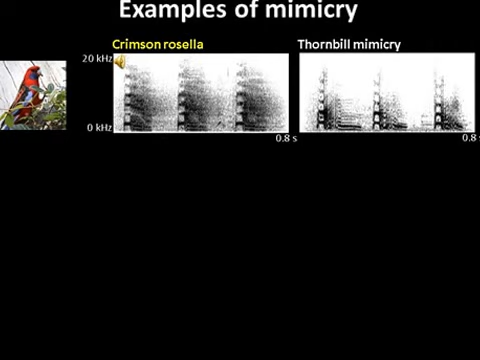 Examples of mimicry
Crimson rosella
Thornbill mimicry
20 kHz
0 kHz
0.8 s
0.8 s